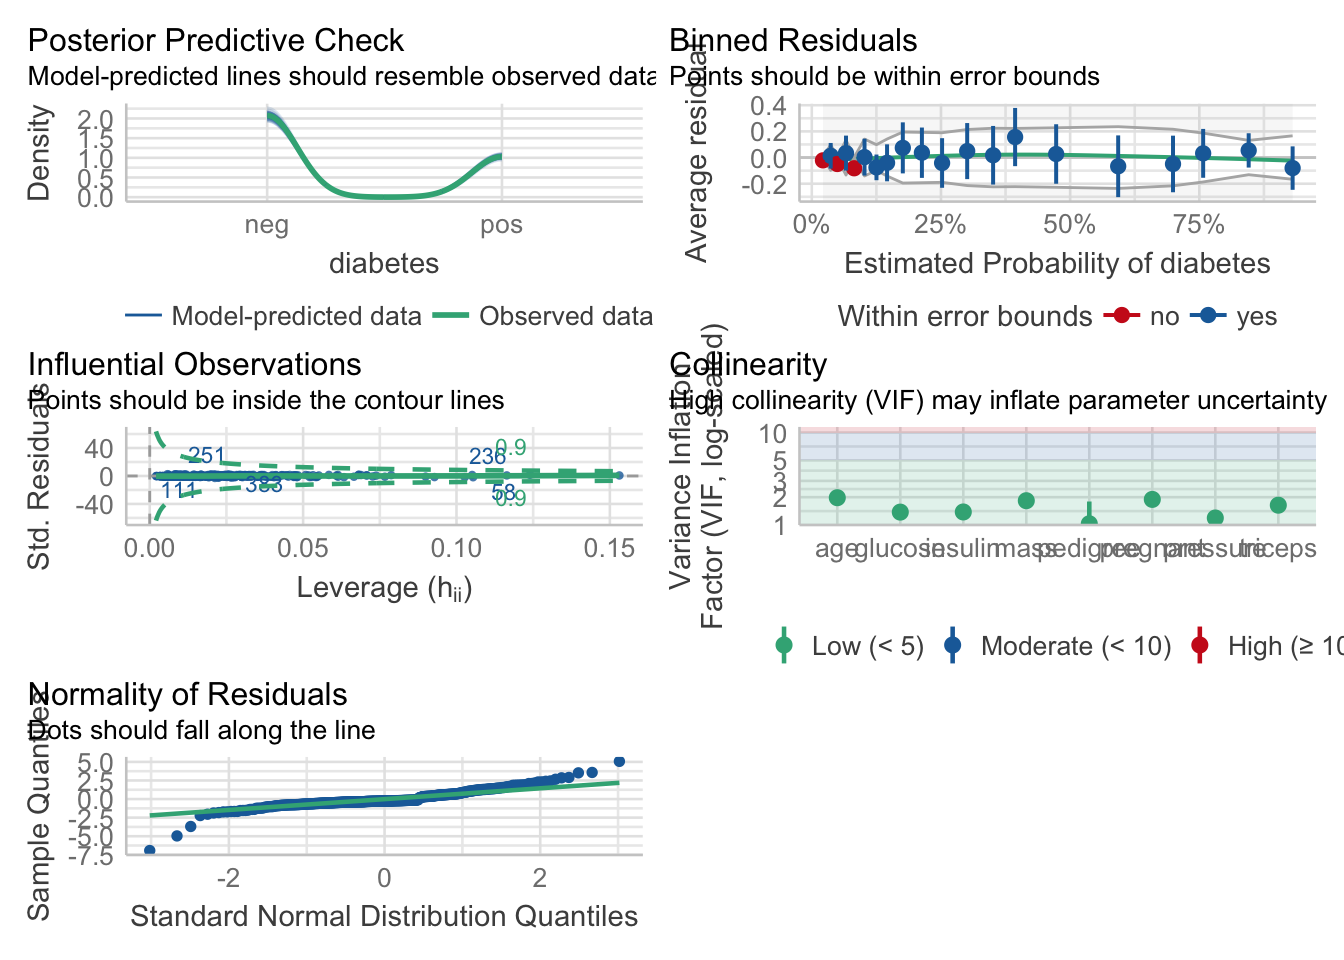 Posterior Predictive Check
Model-predicted lines should resemble observed data
Density
2.0
1.5
1.0
0.5
0.0
neg
pos
diabetes
Model-predicted data
Observed data
Binned Residuals
Points should be within error bounds
Average residual
0.4
0.2
0.0
-0.2
0%
25%
50%
75%
Estimated Probability of diabetes
Within error bounds
no
yes
Influential Observations
Points should be inside the contour lines
Std. Residuals
40
0
-40
251
236
0.9
111
383
58
0.9
0.00
0.05
0.10
0.15
Leverage (hii)
Collinearity
High collinearity (VIF) may inflate parameter uncertainty
Variance Inflation
Factor (VIF, log-scaled)
10
5
3
2
1
age
glucose
insulin
mass
pedigree
pregnant
pressure
triceps
Low (< 5)
Moderate (< 10)
High (≥ 10
Normality of Residuals
Dots should fall along the line
Sample Quantiles
5.0
2.5
0.0
-2.5
-5.0
-7.5
-2
0
2
Standard Normal Distribution Quantiles